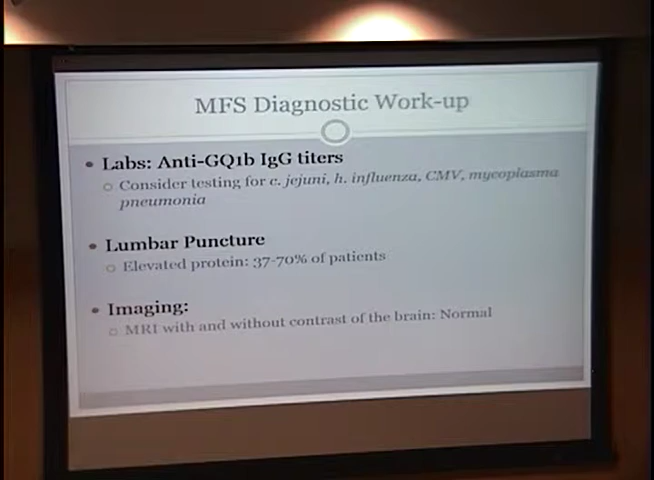 MFS Diagnostic Work-up
• Labs: Anti-GQ1b IgG titers
○ Consider testing for c. jejuni, h. influenza, CMV, mycoplasma
pneumonia
• Lumbar Puncture
○ Elevated protein: 37-70% of patients
• Imaging:
○ MRI with and without contrast of the brain: Normal